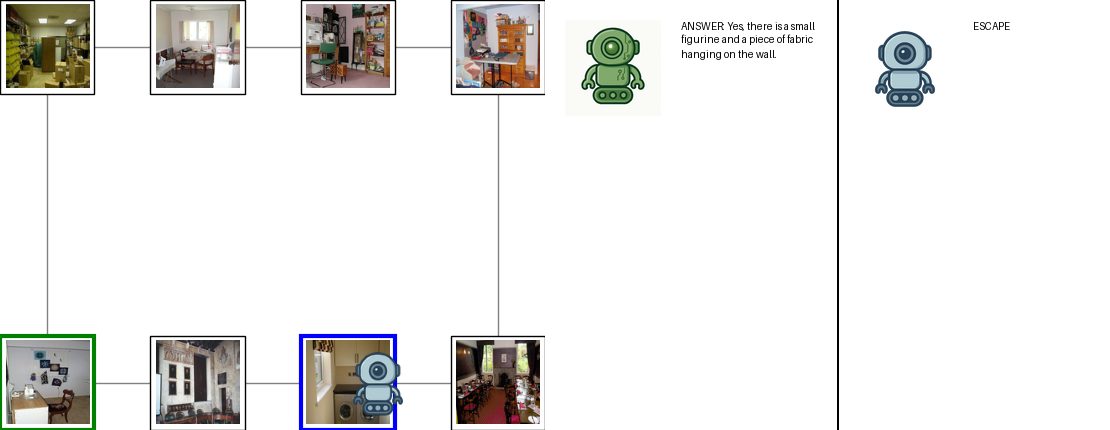 ANSWER: Yes, there is a small
figurine and a piece of fabric
hanging on the wall.
ESCAPE